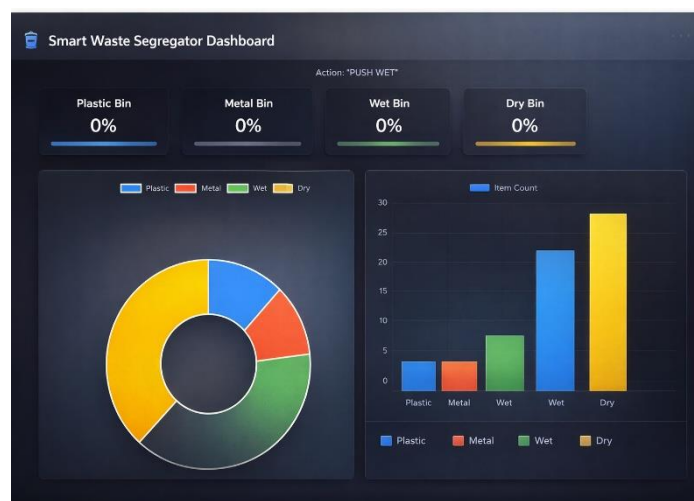 Smart Waste Segregator Dashboard
Action: "PUSH WET"
Plastic Bin
0%
Metal Bin
0%
Wet Bin
0%
Dry Bin
0%
Plastic Metal Wet Dry
Item Count
30
25
20
15
10
5
0
Plastic Metal Wet Wet Dry
Plastic Metal Wet Dry